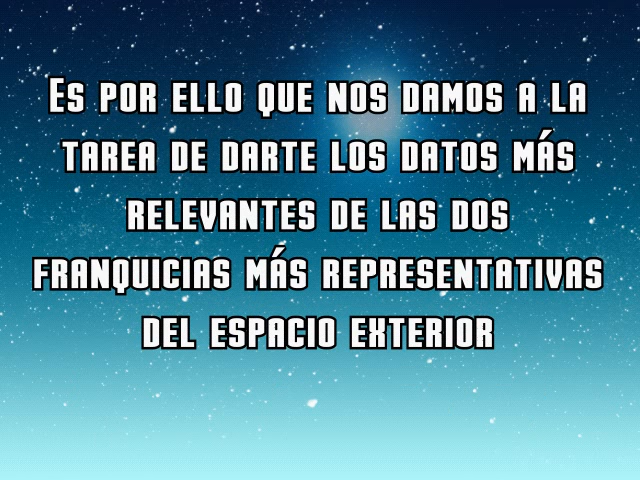 Es por ello que nos damos a la
tarea de darte los datos más
relevantes de las dos
franquicias más representativas
del espacio exterior